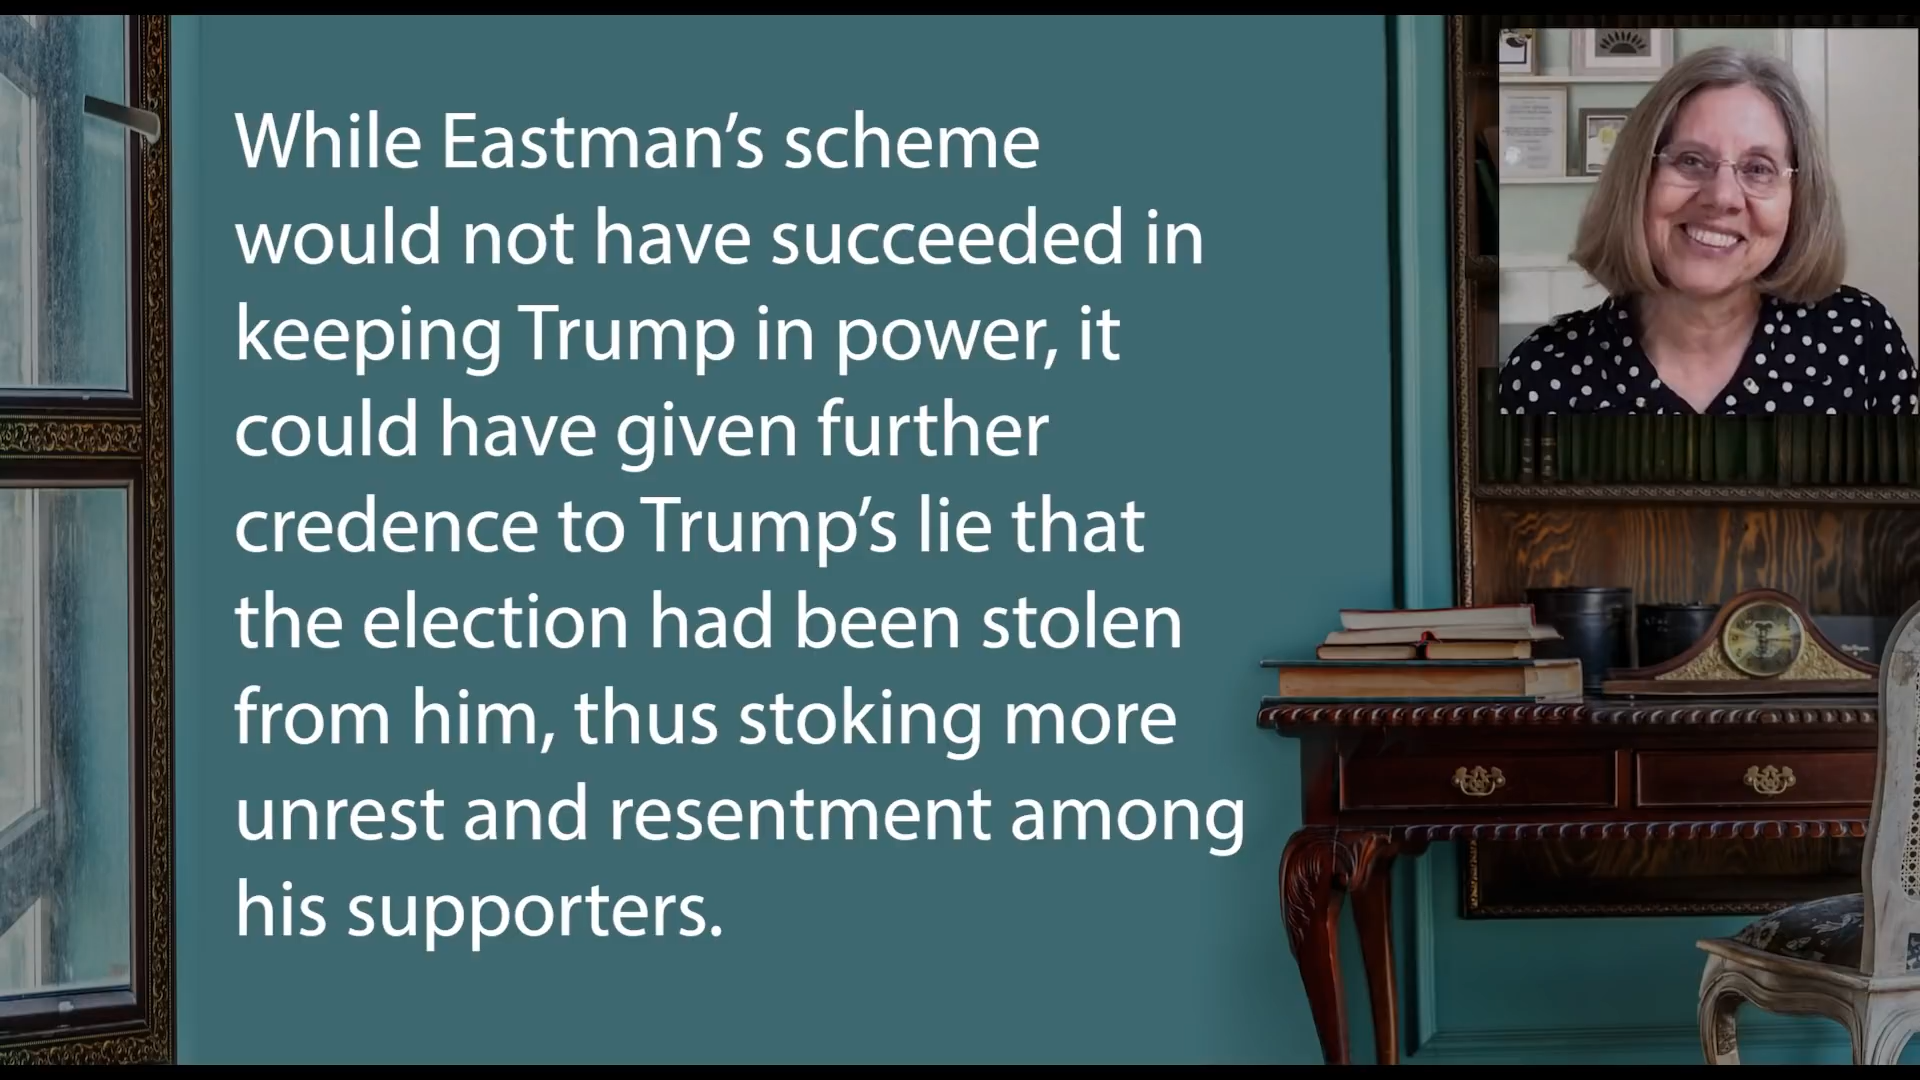 While Eastman’s scheme
would not have succeeded in
keeping Trump in power, it
could have given further
credence to Trump’s lie that
the election had been stolen
from him, thus stoking more
unrest and resentment among
his supporters.